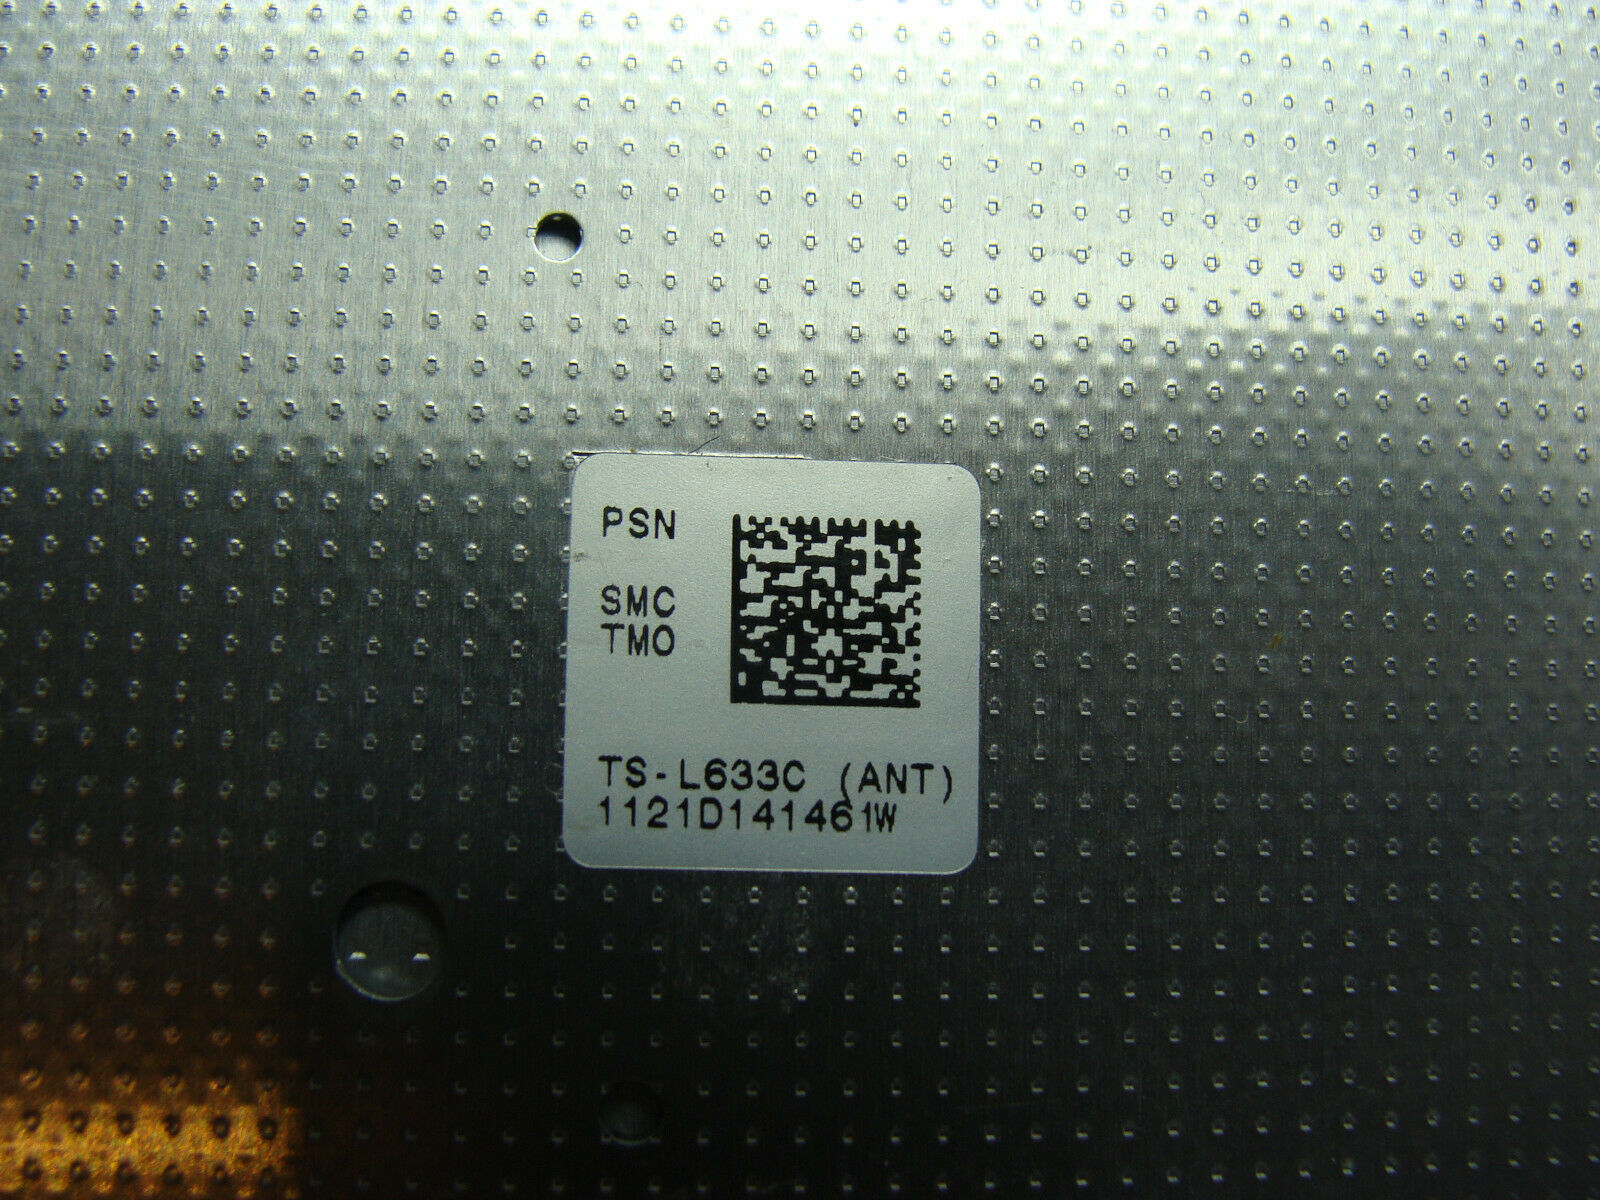 PSN
SMC
TMO
TS-L633C (ANT)
1121D141461W